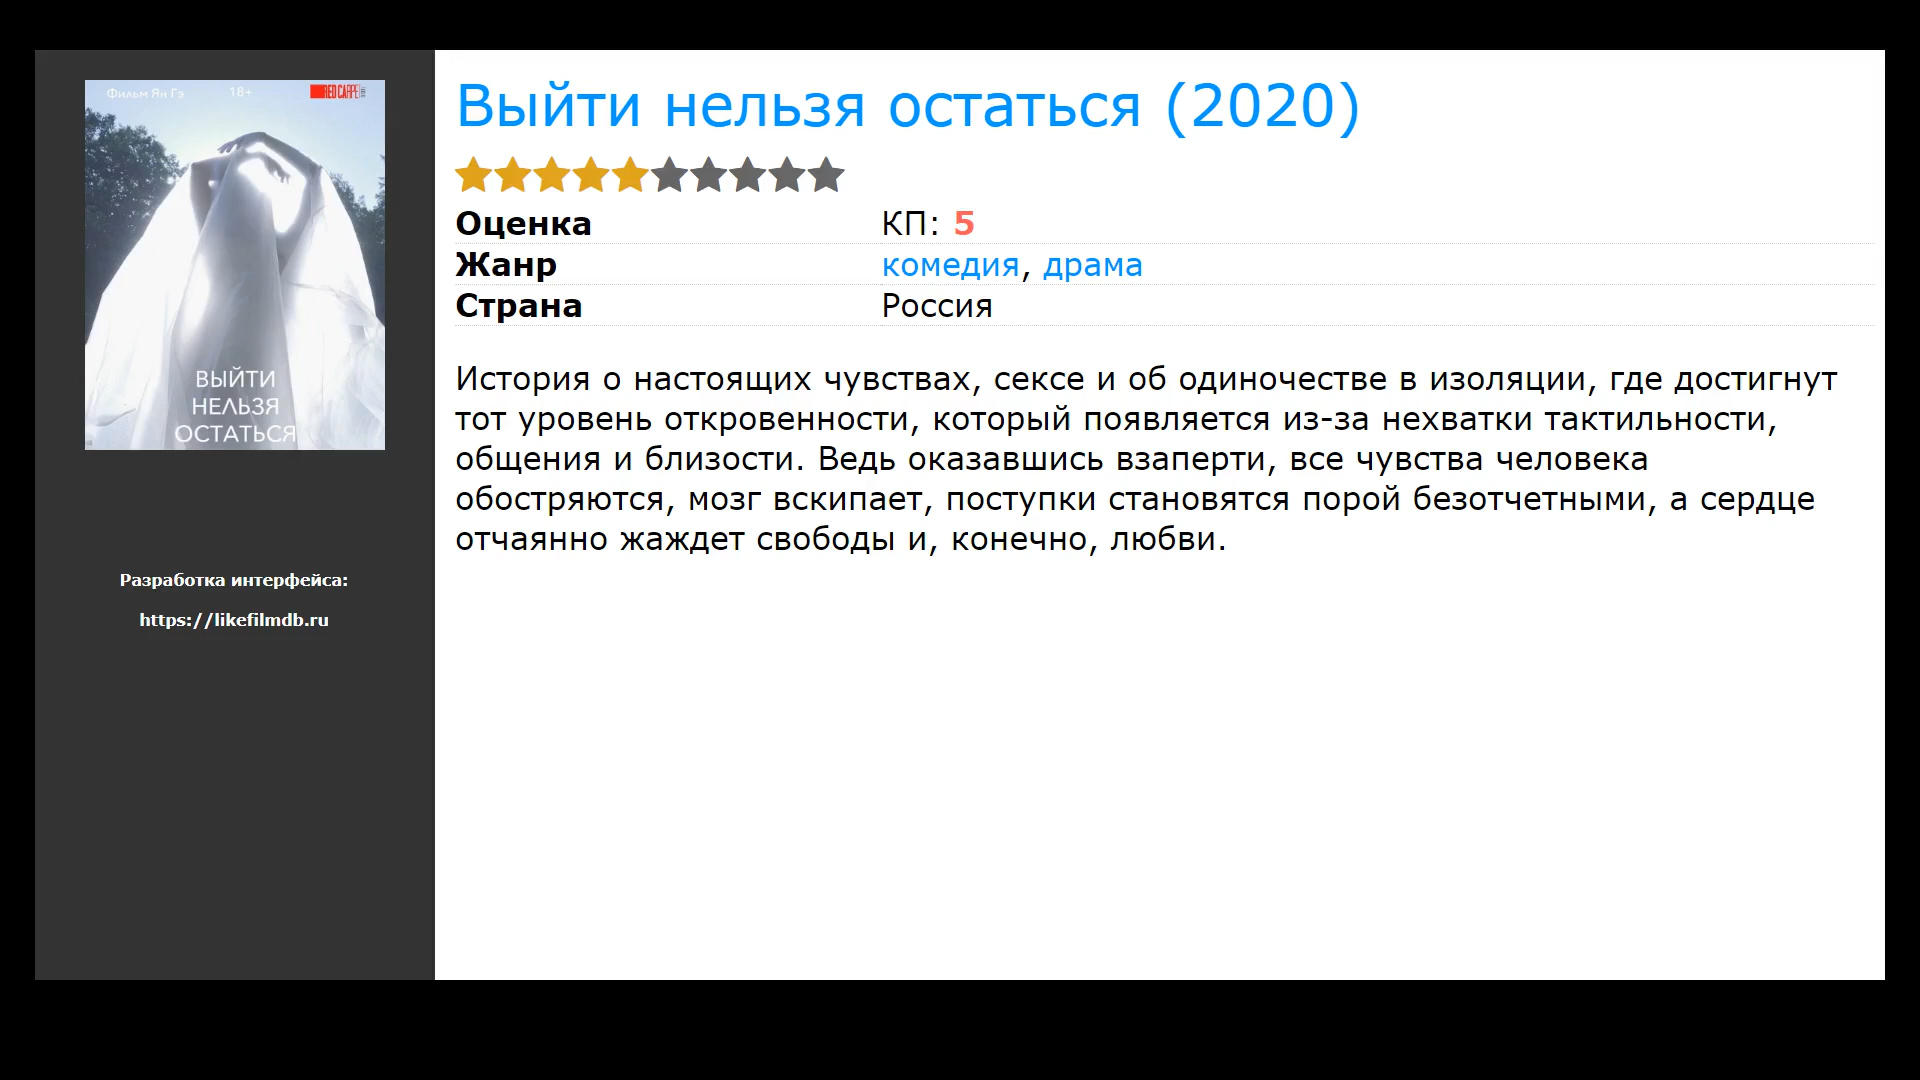 Фильм Ян Гэ 18+ RED CARPET
ВЫЙТИ
НЕЛЬЗЯ
ОСТАТЬСЯ
Разработка интерфейса:
https://likefilmdb.ru
Выйти нельзя остаться (2020)
Оценка КП: 5
Жанр комедия, драма
Страна Россия
История о настоящих чувствах, сексе и об одиночестве в изоляции, где достигнут
тот уровень откровенности, который появляется из-за нехватки тактильности,
общения и близости. Ведь оказавшись взаперти, все чувства человека
обостряются, мозг вскипает, поступки становятся порой безотчетными, а сердце
отчаянно жаждет свободы и, конечно, любви.